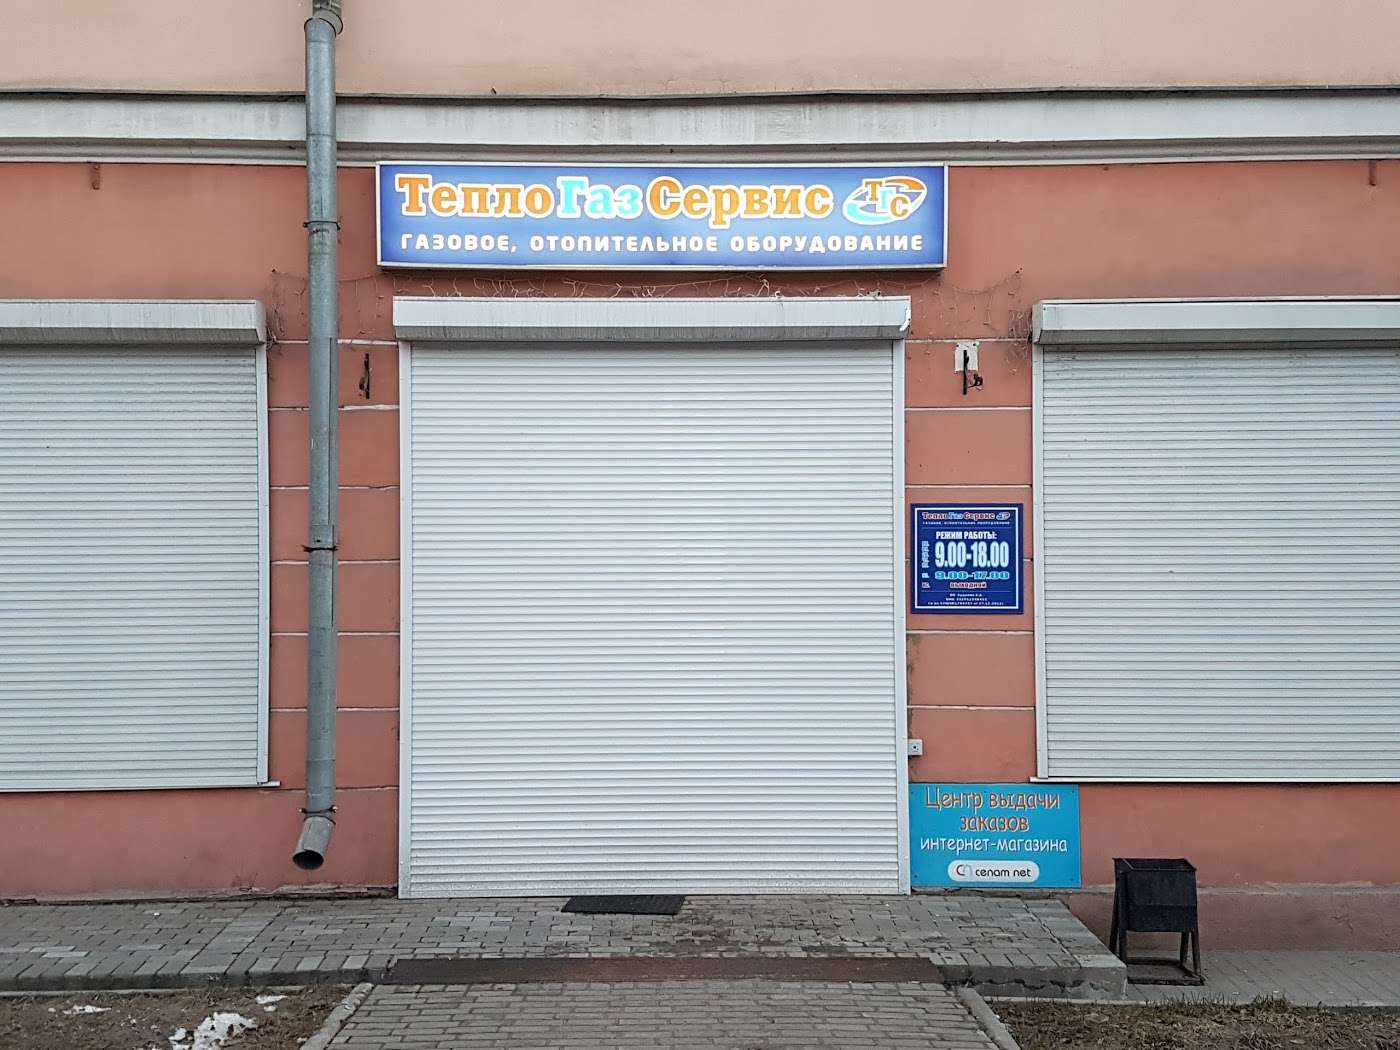 ТеплоГазСервис ТГС
ГАЗОВОЕ, ОТОПИТЕЛЬНОЕ ОБОРУДОВАНИЕ
ТеплоГазСервис
РЕЖИМ РАБОТЫ:
9.00-18.00
9.00-17.00
ВЫХОДНОЙ
Центр выдачи
заказов
интернет-магазина
cenam net